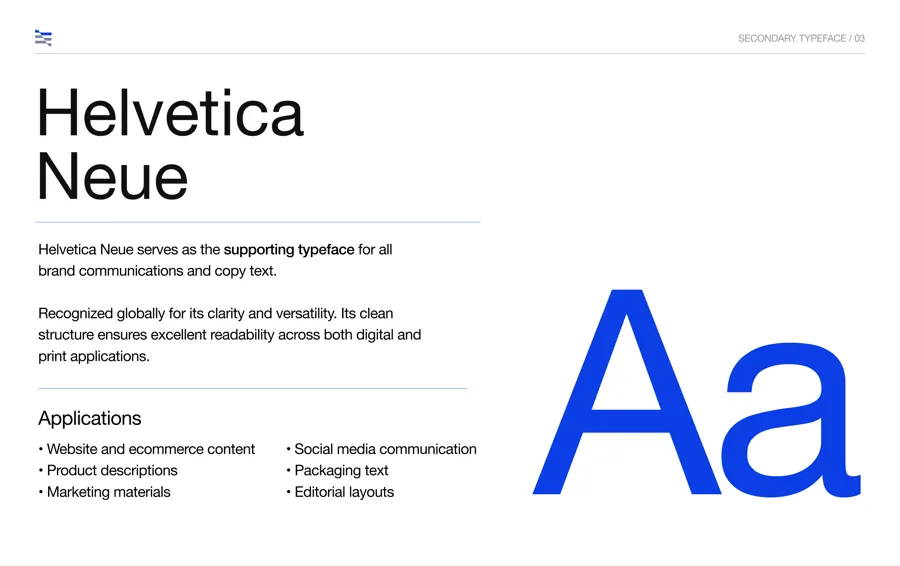 SECONDARY TYPEFACE / 03
Helvetica
Neue
Helvetica Neue serves as the supporting typeface for all
brand communications and copy text.
Recognized globally for its clarity and versatility. Its clean
structure ensures excellent readability across both digital and
print applications.
Applications
• Website and ecommerce content
• Product descriptions
• Marketing materials
• Social media communication
• Packaging text
• Editorial layouts
Aa